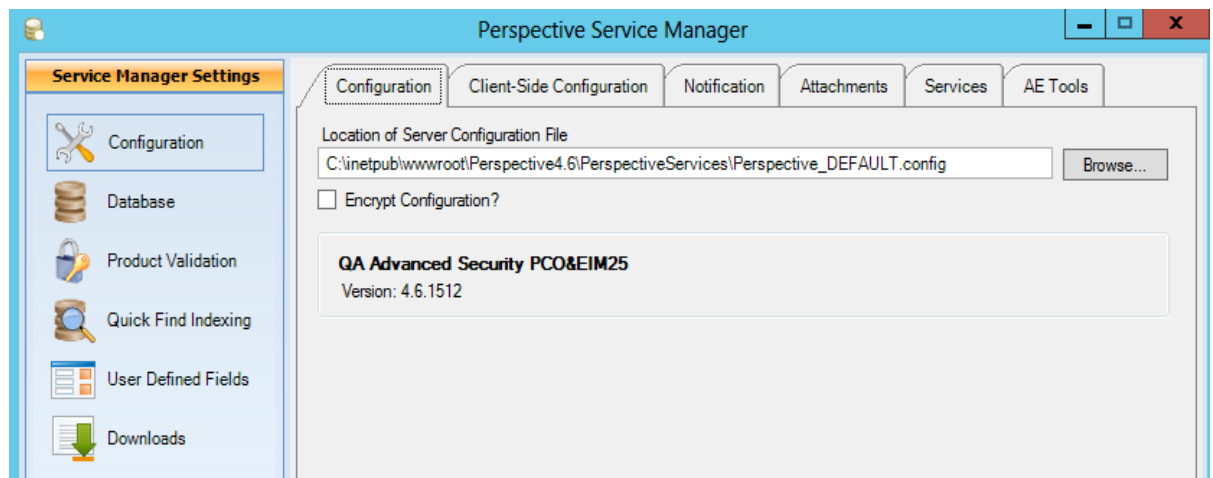 Perspective Service Manager
Service Manager Settings
Configuration
Database
Product Validation
Quick Find Indexing
User Defined Fields
Downloads
Configuration Client-Side Configuration Notification Attachments Services AE Tools
Location of Server Configuration File
C:\inetpub\wwwroot\Perspective4.6\PerspectiveServices\Perspective_DEFAULT.config Browse...
Encrypt Configuration?
QA Advanced Security PCO&EIM25
Version: 4.6.1512